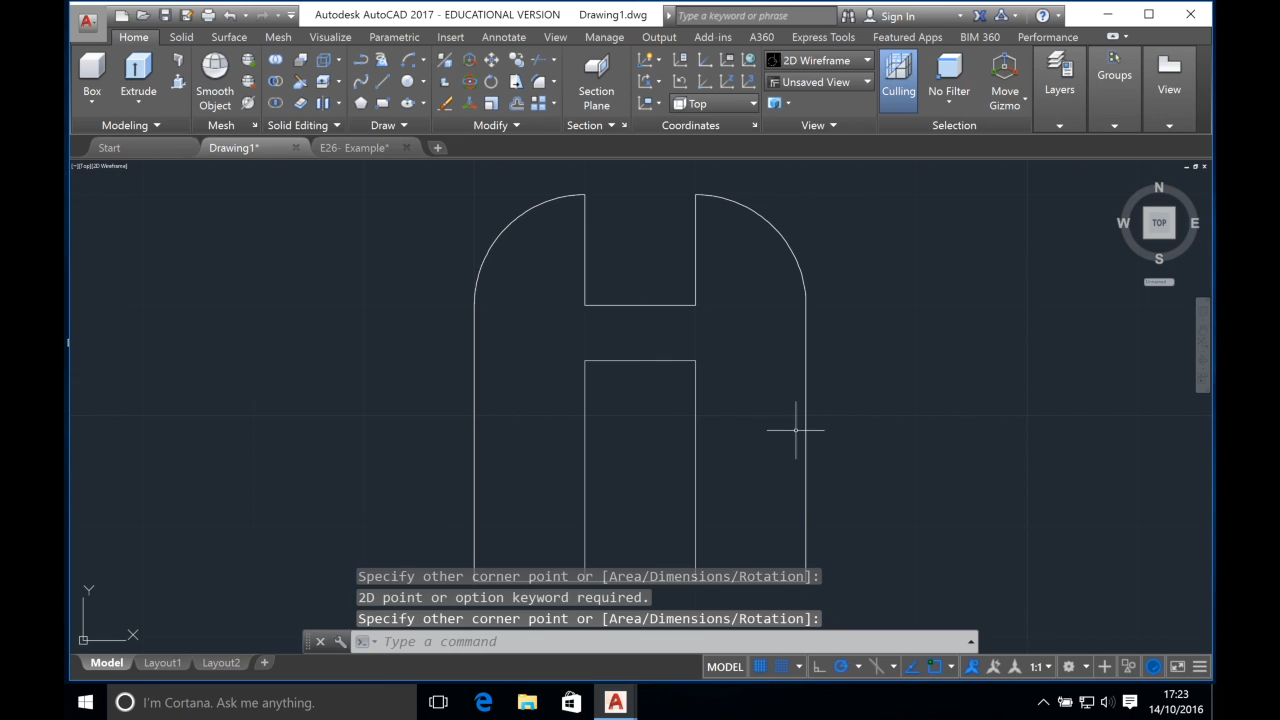 Autodesk AutoCAD 2017 - EDUCATIONAL VERSION Drawing1.dwg
Type a keyword or phrase
Sign In
Home Solid Surface Mesh Visualize Parametric Insert Annotate View Manage Output Add-ins A360 Express Tools Featured Apps BIM 360 Performance
2D Wireframe
Unsaved View
Top
Box
Extrude
Smooth
Object
Section
Plane
Culling
No Filter
Move
Gizmo
Layers
Groups
View
Modeling Mesh Solid Editing Draw Modify Section Coordinates View Selection
Start Drawing1* E26- Example*
[−][Top][2D Wireframe]
N
W TOP E
S
Unnamed
Specify other corner point or [Area/Dimensions/Rotation]:
2D point or option keyword required.
Specify other corner point or [Area/Dimensions/Rotation]:
Type a command
Y
X
Model Layout1 Layout2
MODEL 1:1
I'm Cortana. Ask me anything.
17:23
14/10/2016